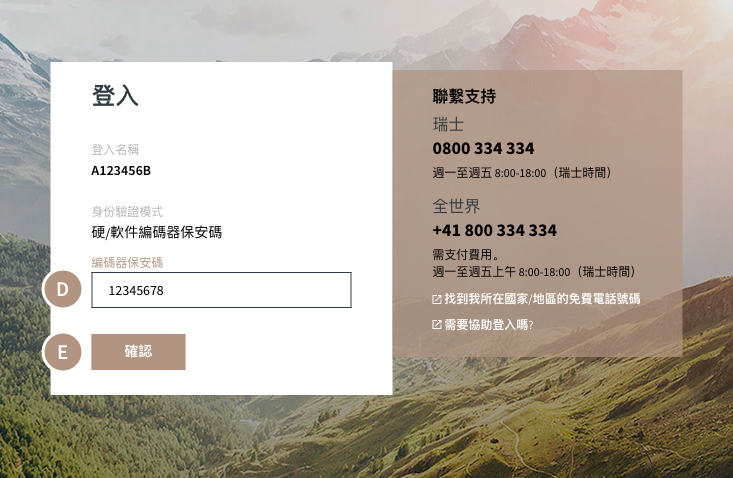 登入
登入名稱
A123456B
身份驗證模式
硬/軟件編碼器保安碼
編碼器保安碼
D
12345678
E
確認
聯繫支持
瑞士
0800 334 334
週一至週五 8:00-18:00（瑞士時間）
全世界
+41 800 334 334
需支付費用。
週一至週五上午 8:00-18:00（瑞士時間）
找到我所在國家/地區的免費電話號碼
需要協助登入嗎?